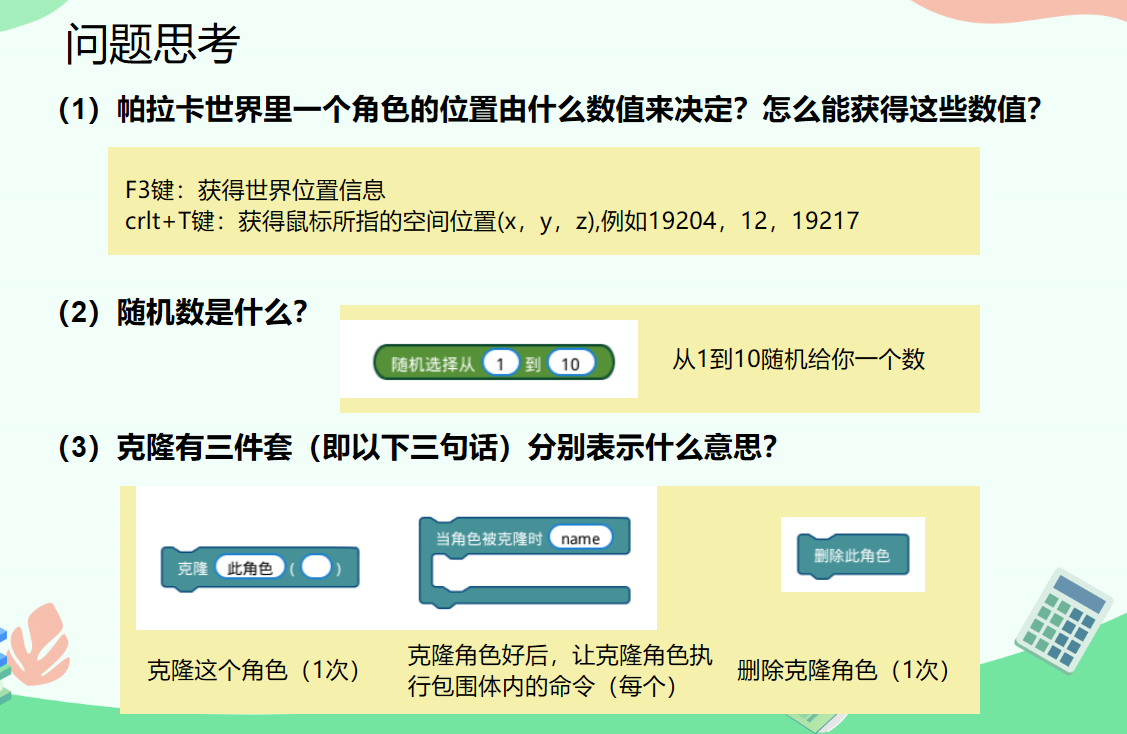 问题思考
（1）帕拉卡世界里一个角色的位置由什么数值来决定？怎么能获得这些数值？
F3键：获得世界位置信息
crlt+T键：获得鼠标所指的空间位置(x，y，z),例如19204，12，19217
（2）随机数是什么？
随机选择从 1 到 10
从1到10随机给你一个数
（3）克隆有三件套（即以下三句话）分别表示什么意思？
克隆 此角色 ( )
当角色被克隆时 name
删除此角色
克隆这个角色（1次）
克隆角色好后，让克隆角色执
行包围体内的命令（每个）
删除克隆角色（1次）